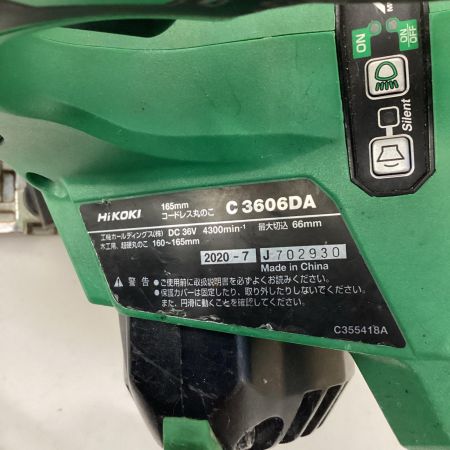 ON
ON/OFF
Silent
HiKOKI 165mm コードレス丸のこ C 3606DA
工機ホールディングス(株) DC 36V 4300min⁻¹ 最大切込 66mm
木工用、超硬丸のこ 160~165mm
2020-7 J 702930
Made in China
⚠ 警告 ●ご使用前に取扱説明書を必ずよくお読みください。
●保護カバーは固定したり、取り外したりしないでください。
また、円滑に動くことを確認してください。
C355418A